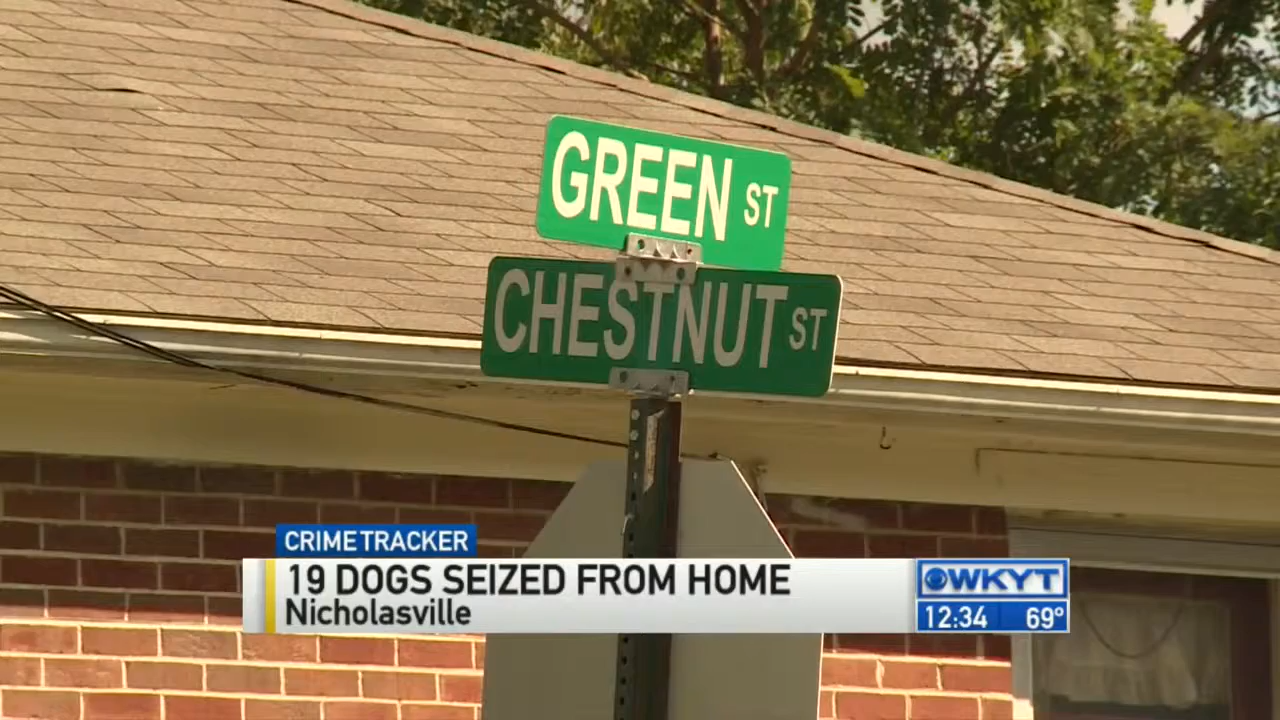 GREEN ST
CHESTNUT ST
CRIMETRACKER
19 DOGS SEIZED FROM HOME
Nicholasville
WKYT
12:34 69°